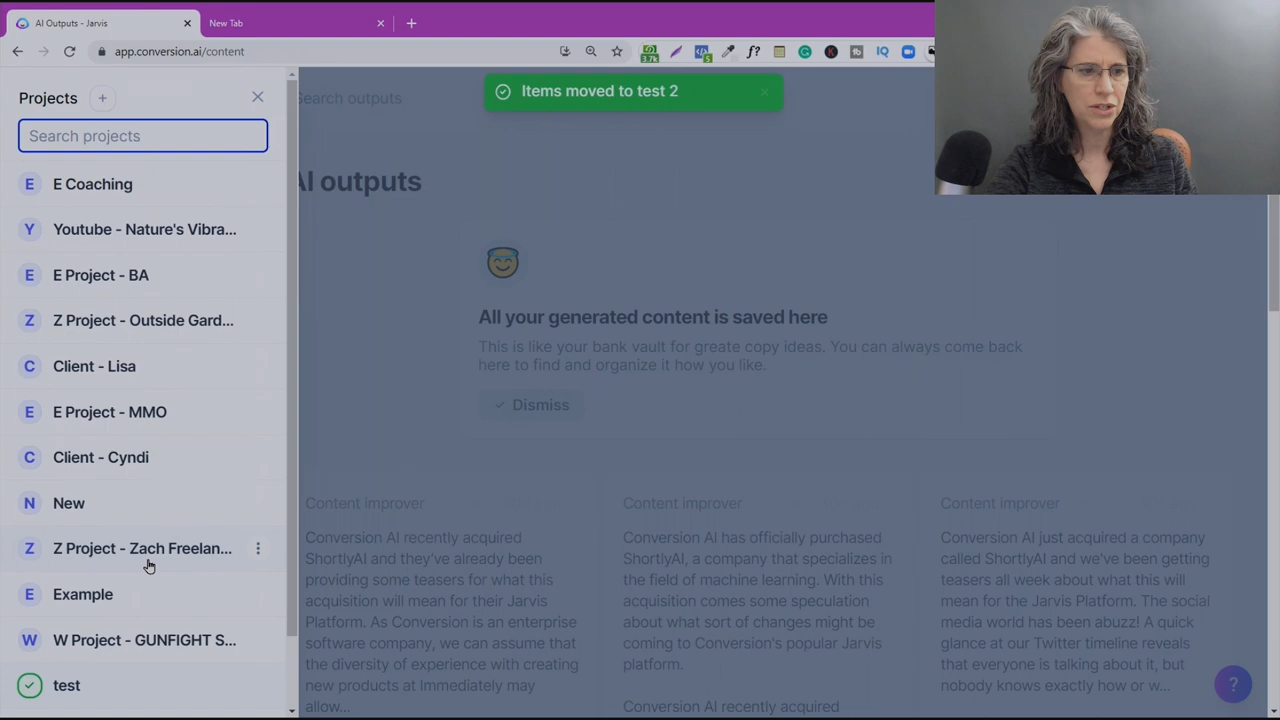 AI Outputs - Jarvis
New Tab
app.conversion.ai/content
3.7k
5
f?
IQ
Projects
Search projects
E Coaching
Youtube - Nature's Vibra...
E Project - BA
Z Project - Outside Gard...
Client - Lisa
E Project - MMO
Client - Cyndi
New
Z Project - Zach Freelan...
Example
W Project - GUNFIGHT S...
test
E
Y
E
Z
C
E
C
N
Z
E
W
Search outputs
Items moved to test 2
AI outputs
All your generated content is saved here
This is like your bank vault for greate copy ideas. You can always come back
here to find and organize it how you like.
Dismiss
Content improver
Conversion AI recently acquired
ShortlyAI and they've already been
providing some teasers for what this
acquisition will mean for their Jarvis
Platform. As Conversion is an enterprise
software company, we can assume that
the diversity of experience with creating
new products at Immediately may
allow...
Content improver
Conversion AI has officially purchased
ShortlyAI, a company that specializes in
the field of machine learning. With this
acquisition comes some speculation
about what sort of changes might be
coming to Conversion's popular Jarvis
platform.
Conversion AI recently acquired
Content improver
Conversion AI just acquired a company
called ShortlyAI and we've been getting
teasers all week about what this will
mean for the Jarvis Platform. The social
media world has been abuzz! A quick
glance at our Twitter timeline reveals
that everyone is talking about it, but
nobody knows exactly how or w...
?